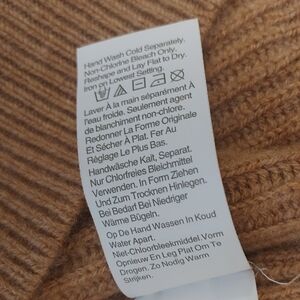 Hand Wash Cold Separately,
Non-Chlorine Bleach Only,
Reshape and Lay Flat to Dry.
Iron on Lowest Setting.
Laver À la main séparément À
l'eau froide. Seulement agent
de blanchiment non-chlore.
Redonner La Forme Originale
Et Sécher À Plat. Fer Au
Réglage Le Plus Bas.
Handwäsche Kalt, Separat.
Nur Chlorfreies Bleichmittel
Verwenden. In Form Ziehen
Und Zum Trocknen Hinlegen.
Bei Bedarf Bei Niedriger
Wärme Bügeln.
Op De Hand Wassen In Koud
Water Apart.
Niet-Chloorbleekmiddel Vorm
Opnieuw En Leg Plat Om Te
Drogen. Zo Nodig Warm
Strijken.